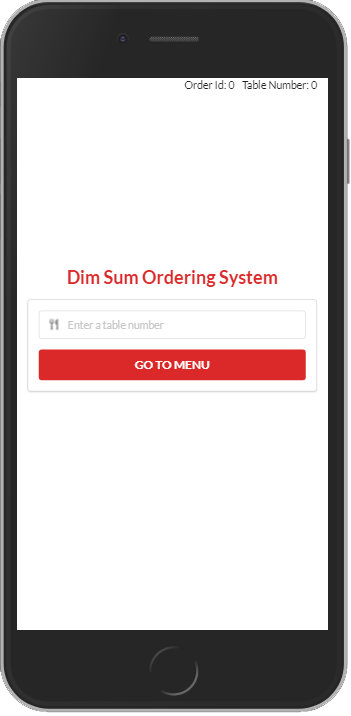 Order Id: 0 Table Number: 0
Dim Sum Ordering System
Enter a table number
GO TO MENU